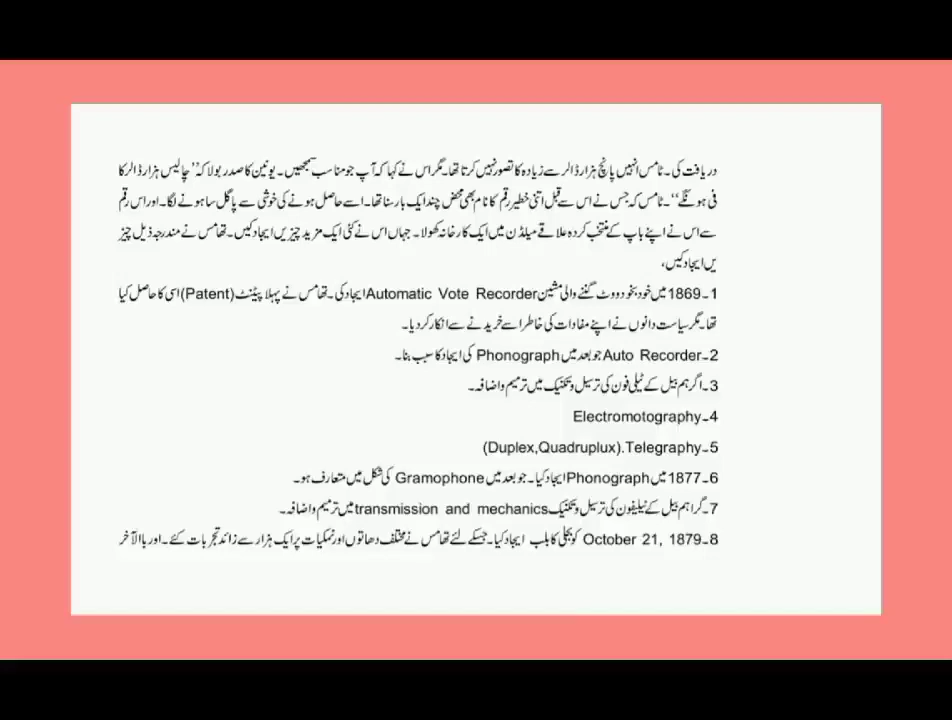 دریافت کی۔ ٹامس انہیں پانچ ہزار ڈالر سے زیادہ کا تصور نہیں کرتا تھا۔ مگر اس نے کہا کہ آپ جو مناسب سمجھیں۔ یونین کا صدر بولا کہ ’’چالیس ہزار ڈالر کا
فی ہونگے‘‘۔ ٹامس کہ جس نے اس سے قبل اتنی خطیر رقم کا نام بھی محض چند ایک بار سنا تھا۔ اسے حاصل ہونے کی خوشی سے پاگل سا ہونے لگا۔ اور اس رقم
سے اس نے اپنے باپ کے منتخب کردہ علاقے میلڈن میں ایک کارخانہ کھولا۔ جہاں اس نے کئی ایک مزید چیزیں ایجاد کیں۔ تھامس نے مندرجہ ذیل چیز
یں ایجاد کیں،
1۔ 1869 میں خود بخود ووٹ گننے والی مشین Automatic Vote Recorder ایجاد کی۔ تھامس نے پہلا پیٹنٹ (Patent) اسی کا حاصل کیا
تھا۔ مگر سیاست دانوں نے اپنے مفادات کی خاطر اسے خریدنے سے انکار کر دیا۔
2۔ Auto Recorder جو بعد میں Phonograph کی ایجاد کا سبب بنا۔
3۔ اگر ہم بیل کے ٹیلی فون کی ترسیل و تکنیک میں ترمیم و اضافہ۔
4۔ Electromotography
5۔ Telegraphy.(Duplex,Quadruplux)
6۔ 1877 میں Phonograph ایجاد کیا۔ جو بعد میں Gramophone کی شکل میں متعارف ہو۔
7۔ گراہم بیل کے ٹیلیفون کی ترسیل و تکنیک transmission and mechanics میں ترمیم و اضافہ۔
8۔ October 21, 1879 کو بجلی کا بلب ایجاد کیا۔ جسکے لئے تھامس نے مختلف دھاتوں اور نمکیات پر ایک ہزار سے زائد تجربات کئے۔ اور بالآخر